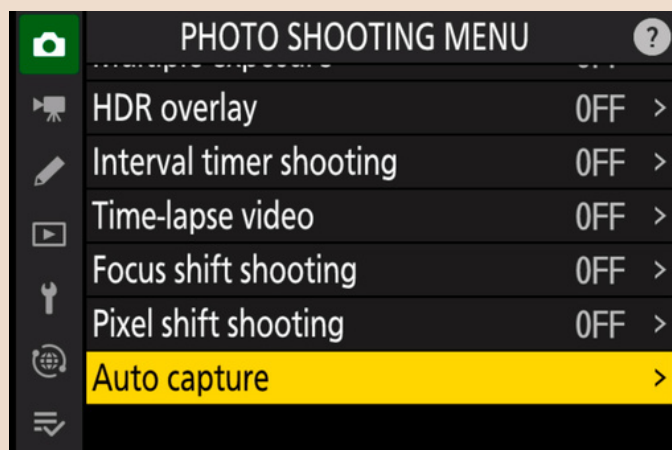 PHOTO SHOOTING MENU ?
HDR overlay OFF >
Interval timer shooting OFF >
Time-lapse video OFF >
Focus shift shooting OFF >
Pixel shift shooting OFF >
Auto capture >